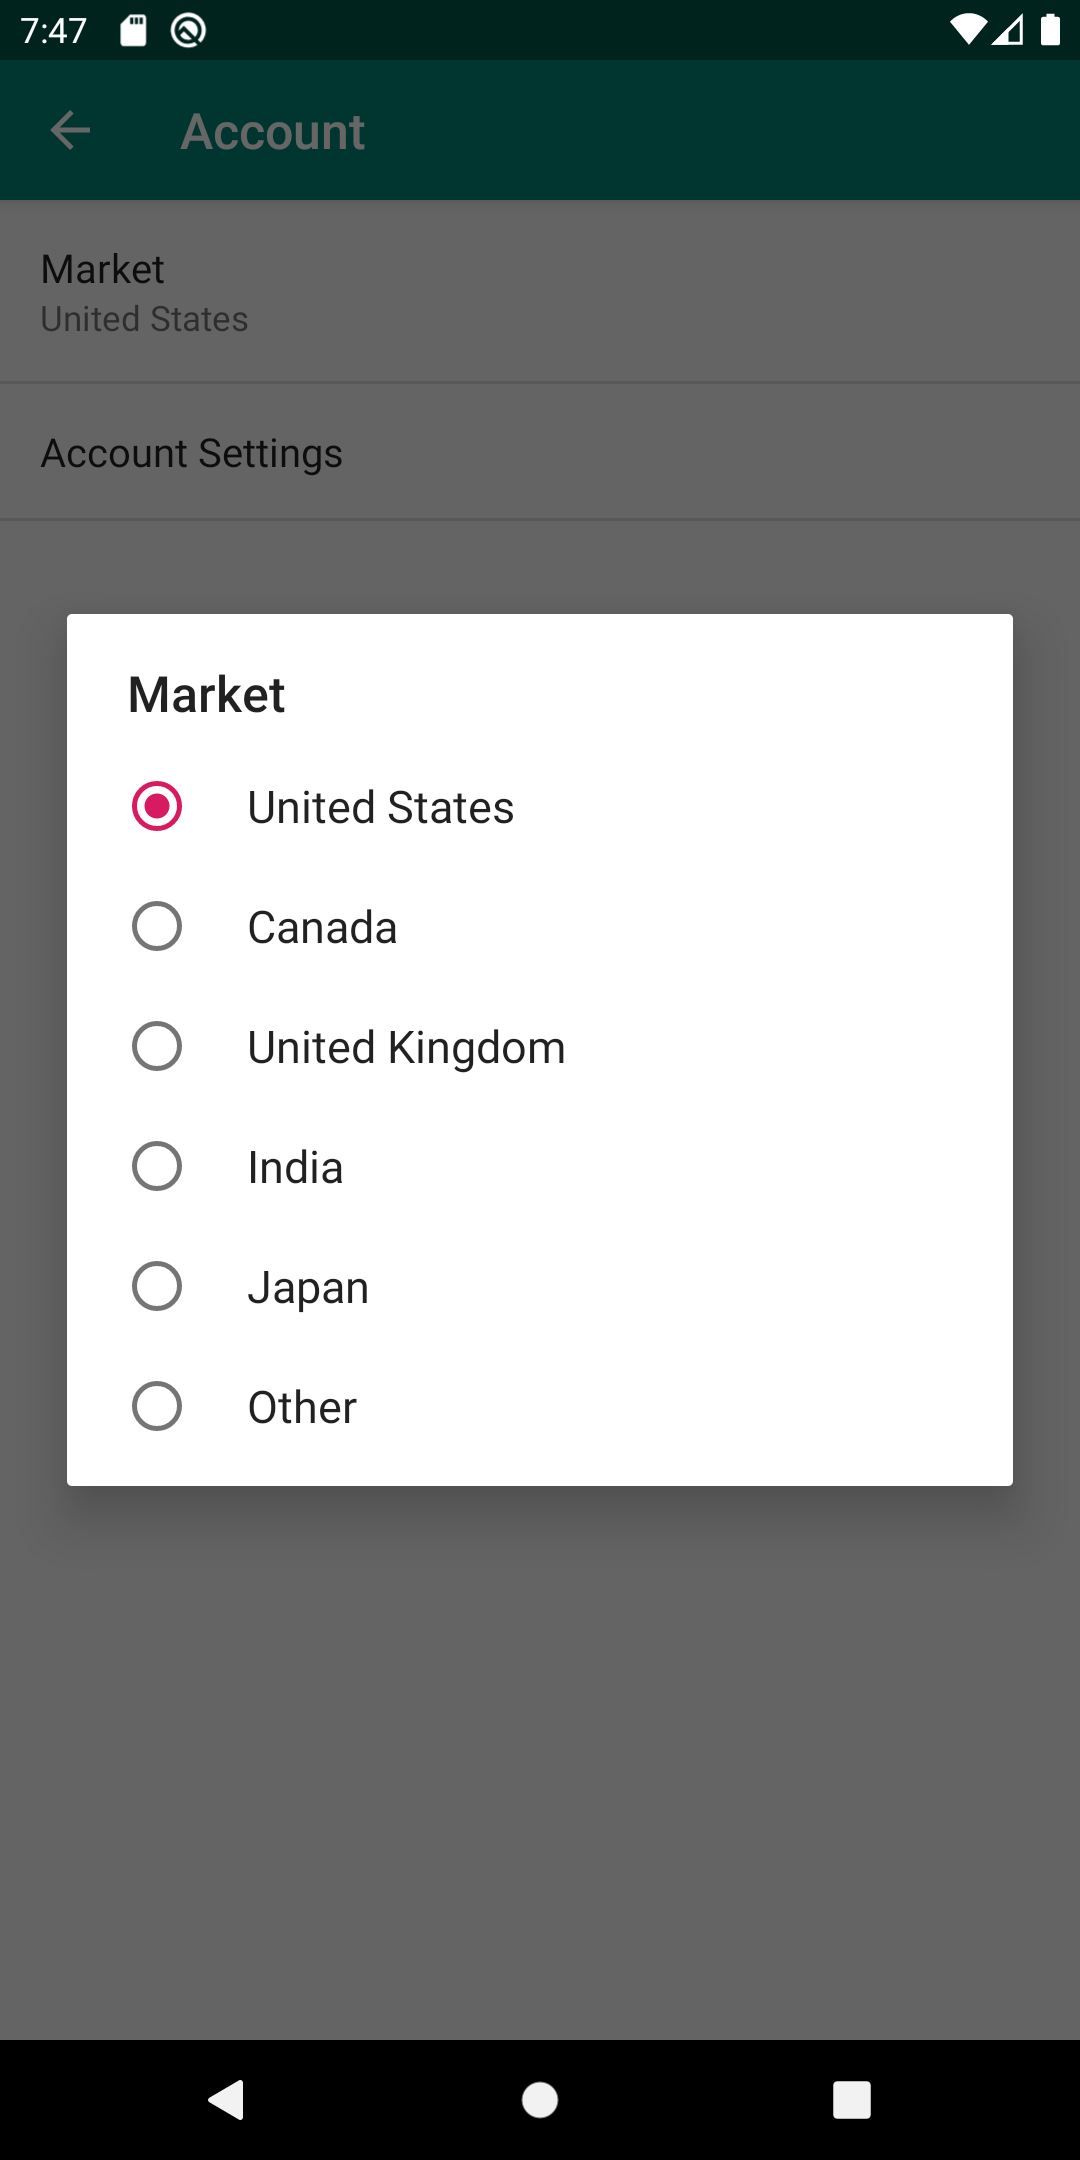 7:47
Account
Market
United States
Account Settings
Market
United States
Canada
United Kingdom
India
Japan
Other